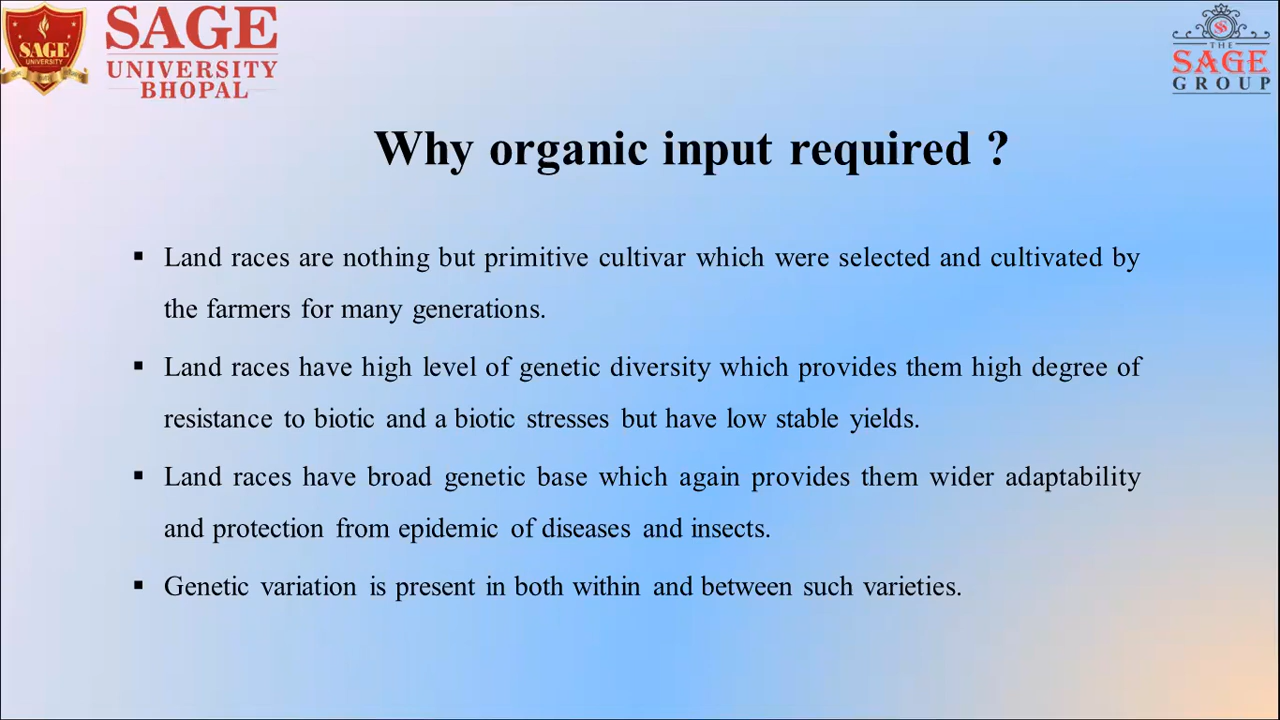 SAGE
UNIVERSITY
SAGE
UNIVERSITY
BHOPAL
THE
SAGE
GROUP
Why organic input required ?
▪ Land races are nothing but primitive cultivar which were selected and cultivated by
the farmers for many generations.
▪ Land races have high level of genetic diversity which provides them high degree of
resistance to biotic and a biotic stresses but have low stable yields.
▪ Land races have broad genetic base which again provides them wider adaptability
and protection from epidemic of diseases and insects.
▪ Genetic variation is present in both within and between such varieties.